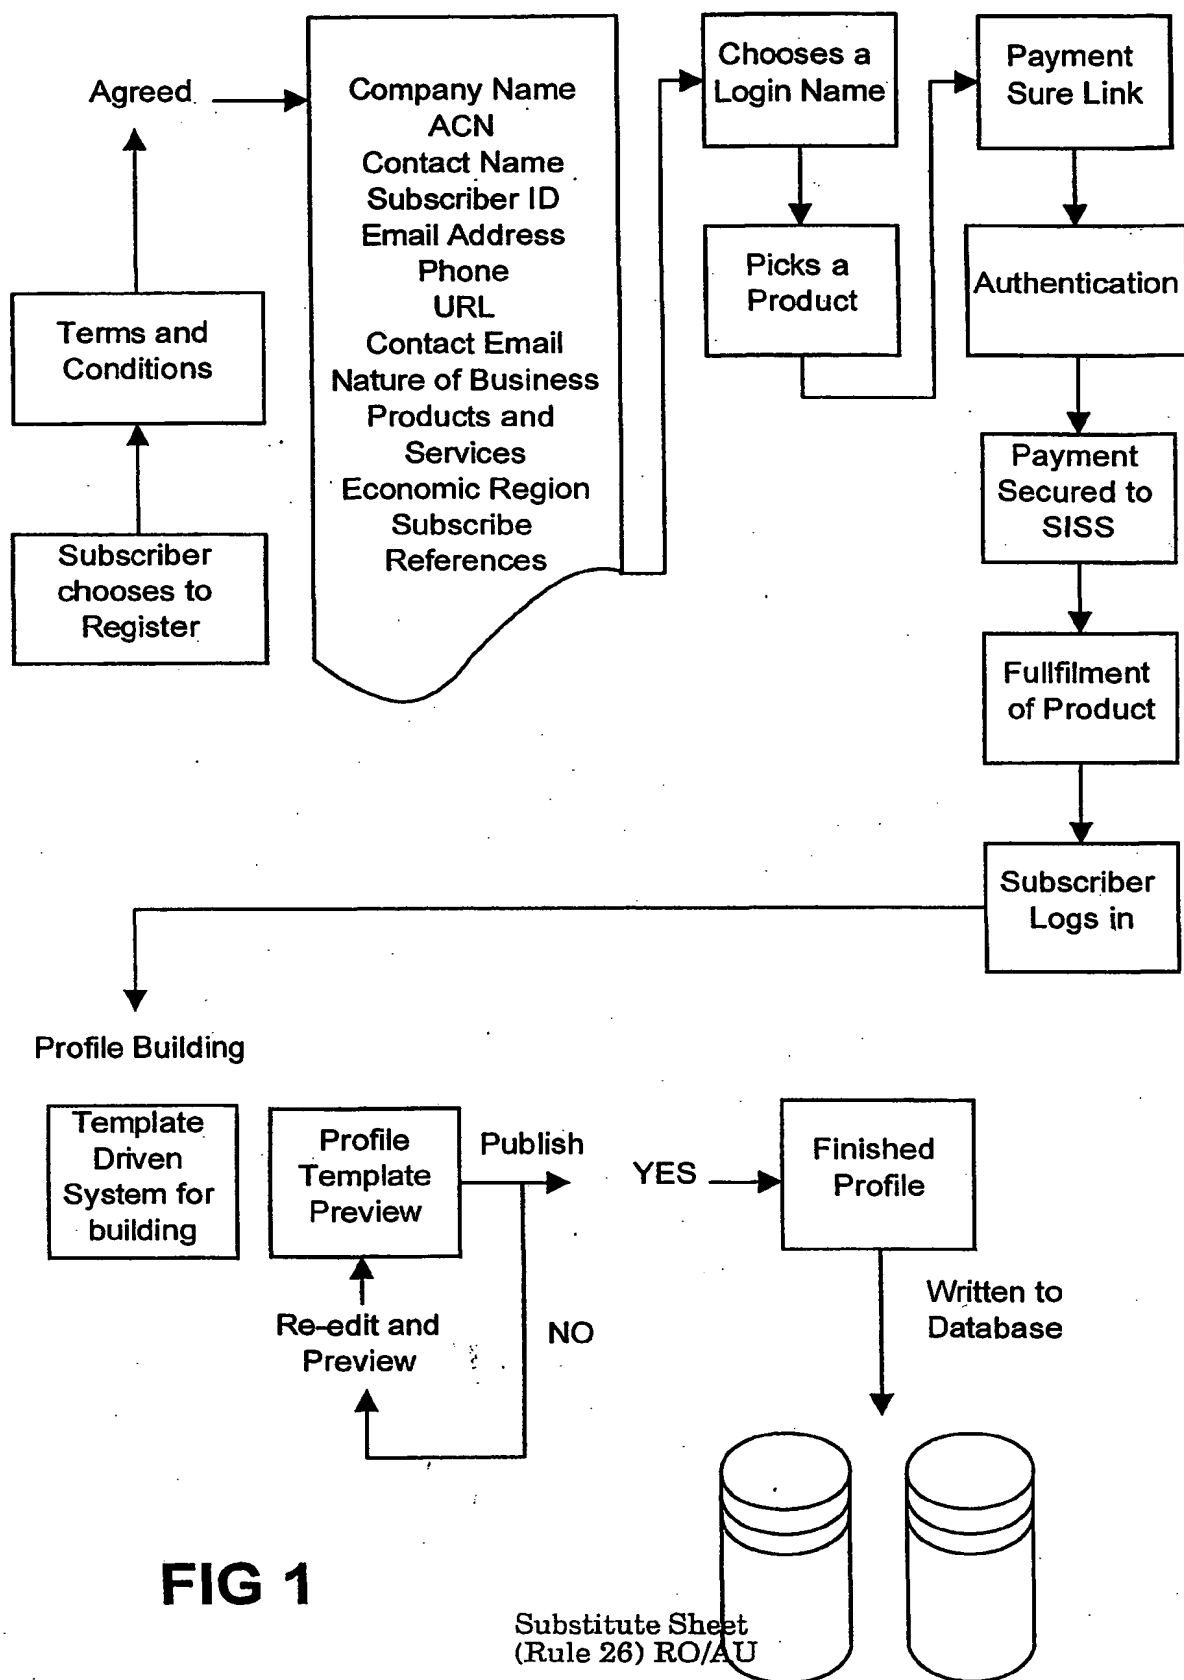 Subscriber
chooses to
Register
Terms and
Conditions
Agreed
Company Name
ACN
Contact Name
Subscriber ID
Email Address
Phone
URL
Contact Email
Nature of Business
Products and
Services
Economic Region
Subscribe
References
Chooses a
Login Name
Picks a
Product
Payment
Sure Link
Authentication
Payment
Secured to
SISS
Fullfilment
of Product
Subscriber
Logs in
Profile Building
Template
Driven
System for
building
Profile
Template
Preview
Publish
YES
Finished
Profile
Re-edit and
Preview
NO
Written to
Database
FIG 1
Substitute Sheet
(Rule 26) RO/AU